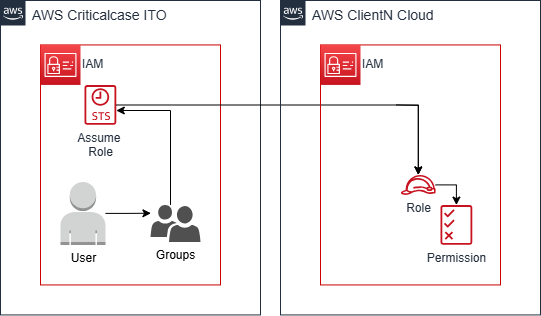 aws AWS Criticalcase ITO
IAM
STS
Assume
Role
User
Groups
aws AWS ClientN Cloud
IAM
Role
Permission